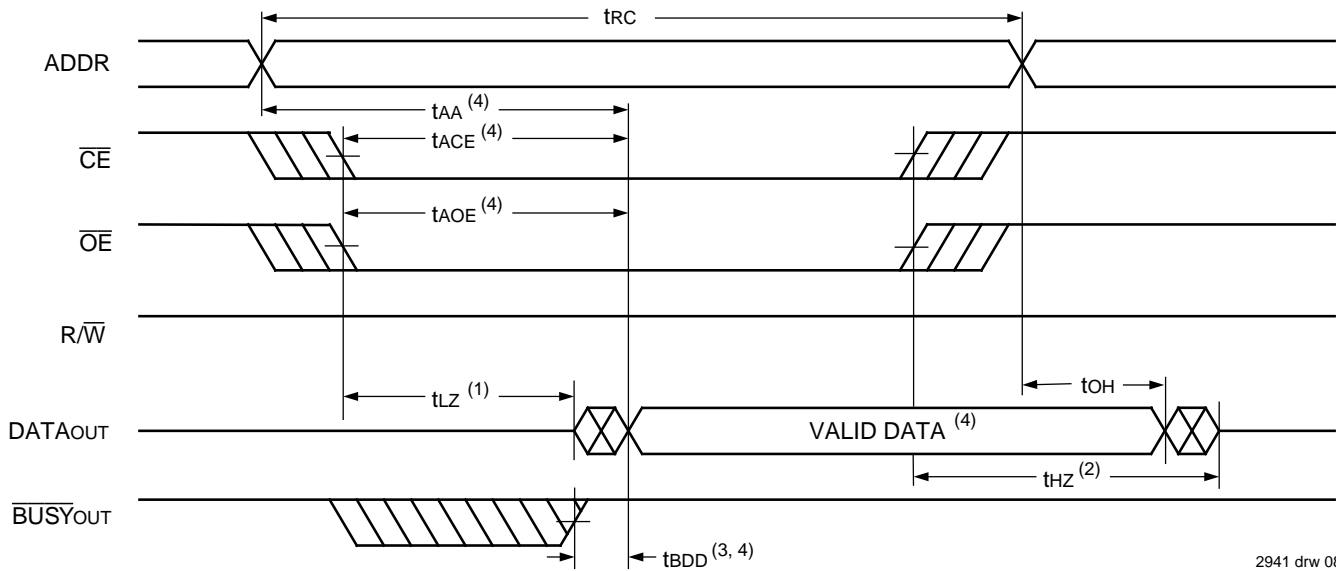 tRC
ADDR
tAA (4)
tACE (4)
CE
tAOE (4)
OE
R/W
tLZ (1)
tOH
DATAOUT
VALID DATA (4)
tHZ (2)
BUSYOUT
tBDD (3, 4)
2941 drw 08